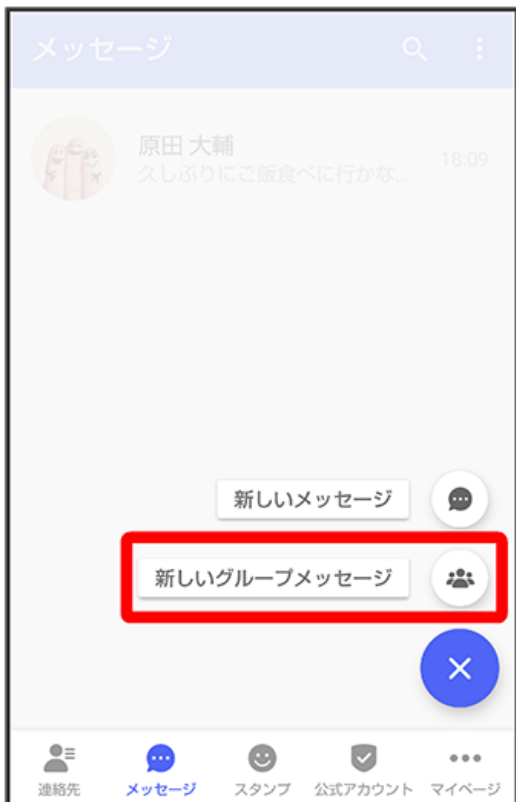 メッセージ
原田 大輔
18:09
久しぶりにご飯食べに行かな...
新しいメッセージ
新しいグループメッセージ
連絡先
メッセージ
スタンプ
公式アカウント
マイページ